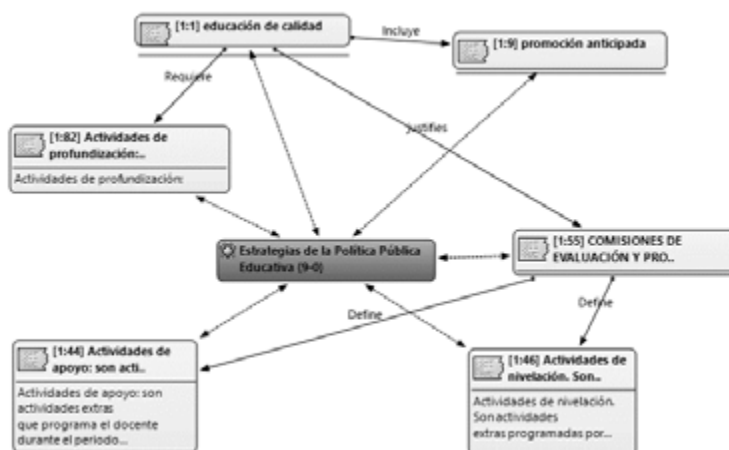 [1:1] educación de calidad
Incluye
[1:9] promoción anticipada
Requiere
[1:82] Actividades de
profundización:..
Actividades de profundización:
Justifies
Estrategias de la Política Pública
Educativa (9-0)
[1:55] COMISIONES DE
EVALUACIÓN Y PRO..
Define
Define
[1:44] Actividades de
apoyo: son acti..
Actividades de apoyo: son
actividades extras
que programa el docente
durante el periodo...
[1:46] Actividades de
nivelación. Son..
Actividades de nivelación.
Son actividades
extras programadas por...